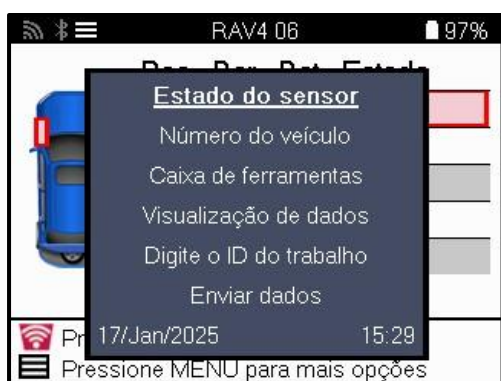 RAV4 06 97%
Estado do sensor
Número do veículo
Caixa de ferramentas
Visualização de dados
Digite o ID do trabalho
Enviar dados
17/Jan/2025 15:29
Pressione MENU para mais opções